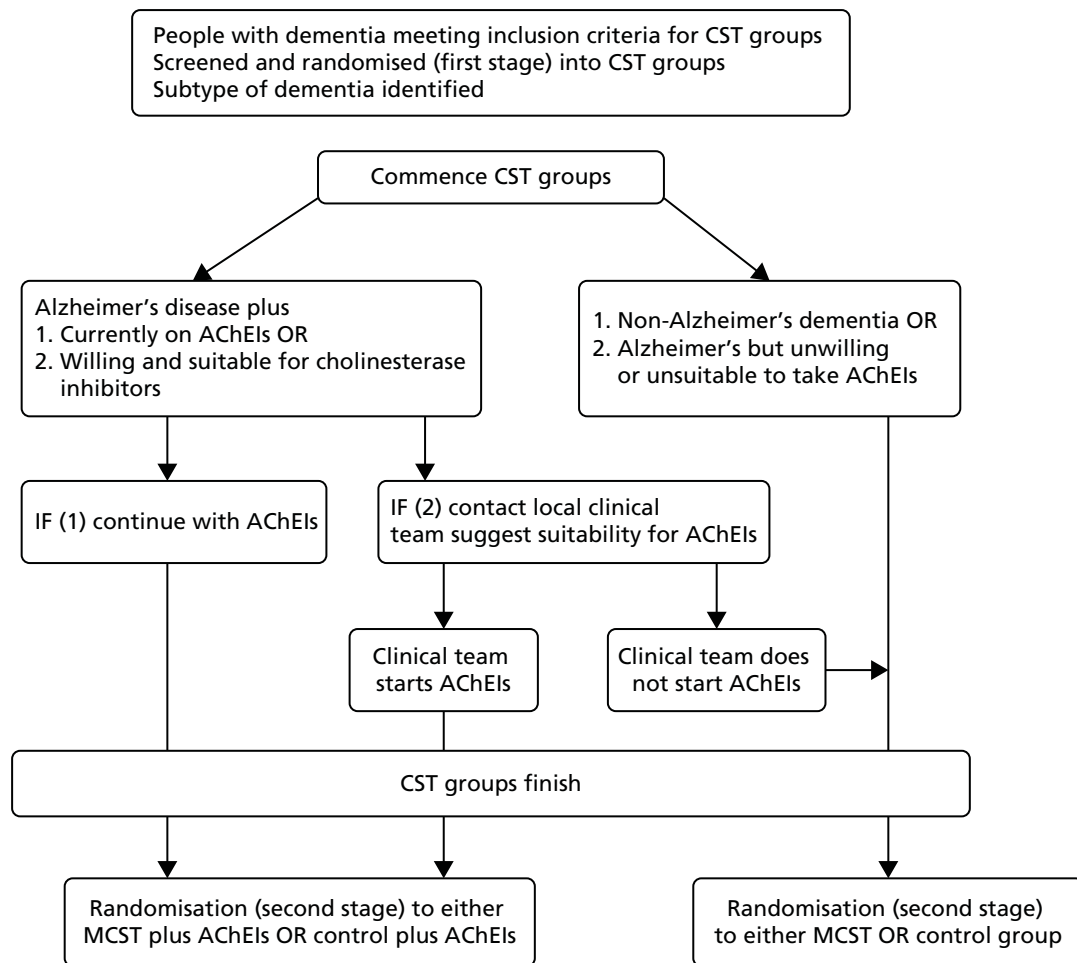 People with dementia meeting inclusion criteria for CST groups
Screened and randomised (first stage) into CST groups
Subtype of dementia identified
Commence CST groups
Alzheimer's disease plus
1. Currently on AChEIs OR
2. Willing and suitable for cholinesterase
inhibitors
1. Non-Alzheimer's dementia OR
2. Alzheimer's but unwilling
or unsuitable to take AChEIs
IF (1) continue with AChEIs
IF (2) contact local clinical
team suggest suitability for AChEIs
Clinical team
starts AChEIs
Clinical team does
not start AChEIs
CST groups finish
Randomisation (second stage) to either
MCST plus AChEIs OR control plus AChEIs
Randomisation (second stage)
to either MCST OR control group